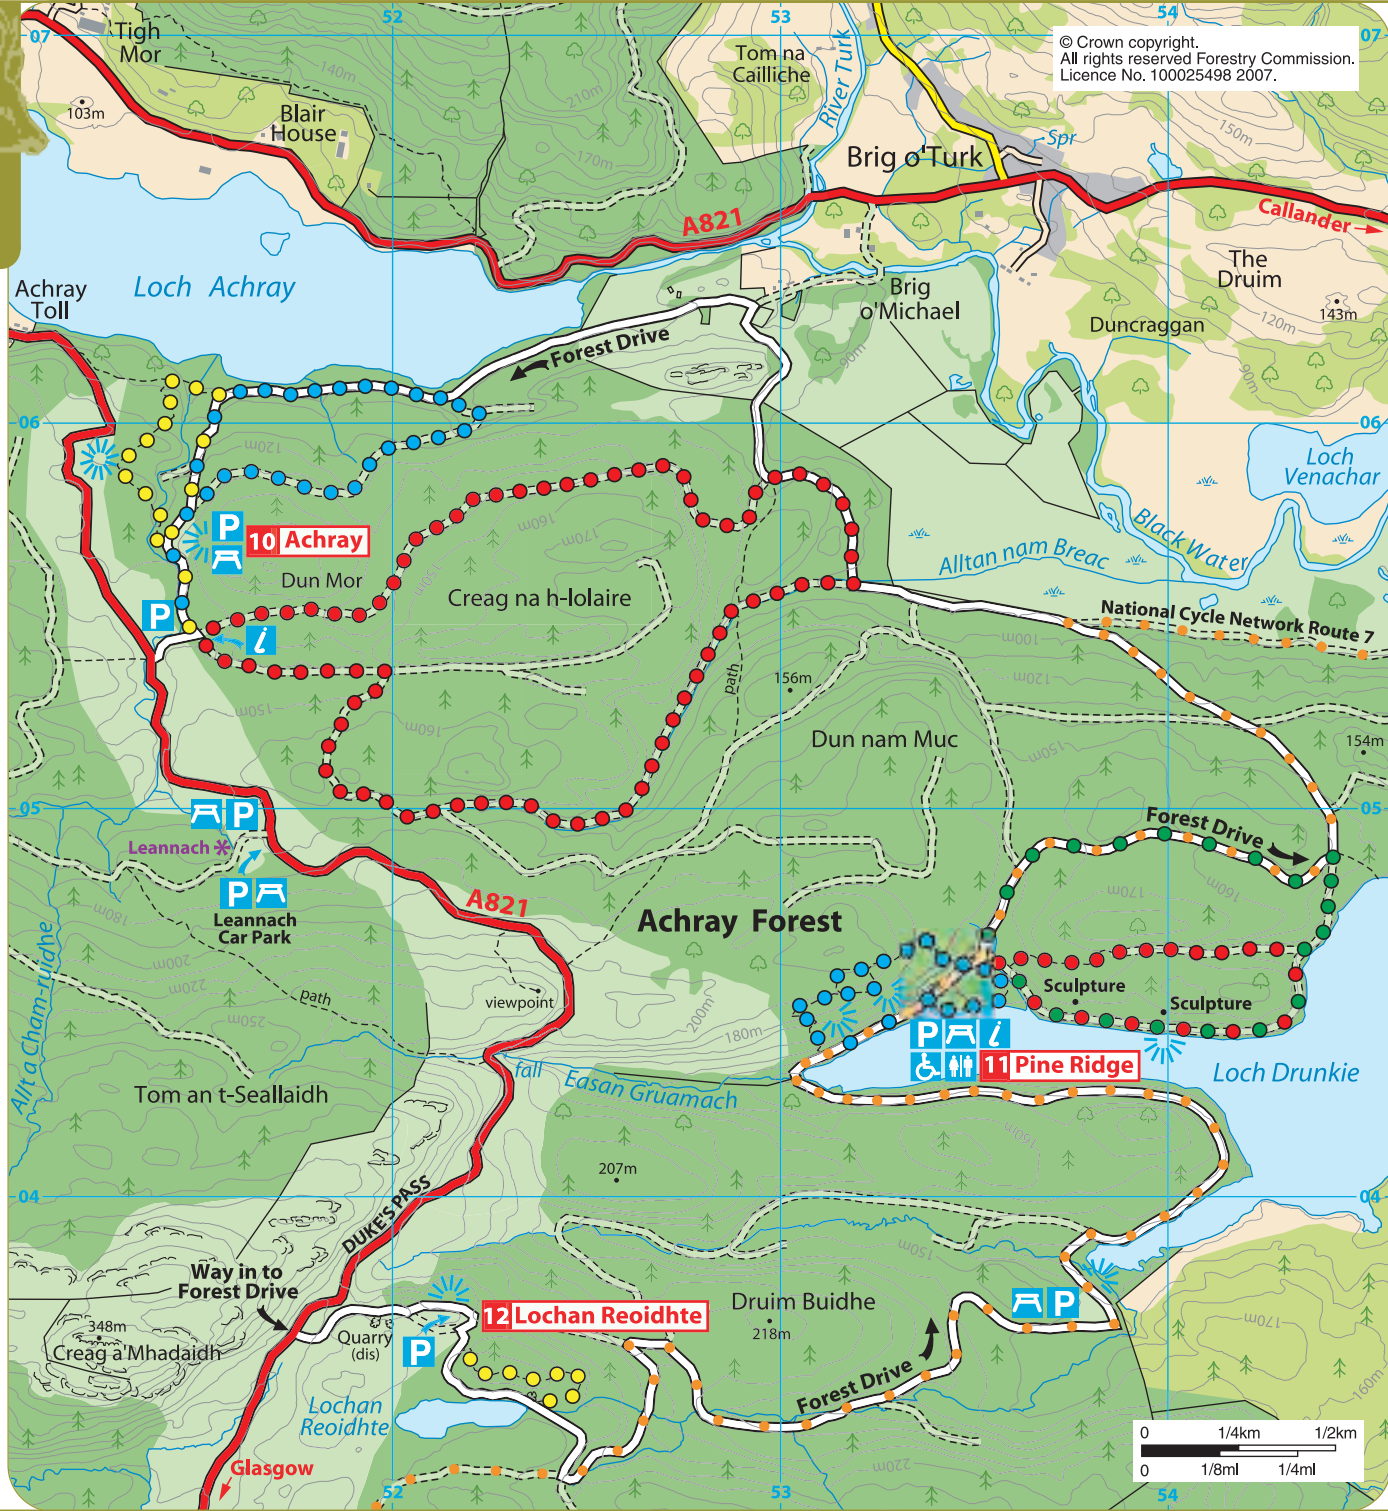 52
53
54
07
07
Tigh
Mor
© Crown copyright.
All rights reserved Forestry Commission.
Licence No. 100025498 2007.
Tom na
Cailliche
River Turk
140m
210m
103m
Blair
House
170m
150m
Spr
Brig o'Turk
A821
Callander
The
Druim
Achray
Toll
Loch Achray
Brig
o'Michael
143m
120m
Duncraggan
Forest Drive
90m
90m
06
06
120m
Loch
Venachar
160m
170m
Black Water
P
10 Achray
Alltan nam Breac
Dun Mor
Creag na h-Iolaire
P
i
National Cycle Network Route 7
100m
path
156m
120m
150m
160m
Dun nam Muc
150m
154m
05
05
P
Forest Drive
Leannach
P
160m
170m
Leannach
Car Park
A821
Achray Forest
180m
200m
220m
path
viewpoint
Sculpture
Sculpture
250m
200m
180m
P
i
11 Pine Ridge
fall
Easan Gruamach
Loch Drunkie
Allt a Cham-ruidhe
Tom an t-Seallaidh
150m
207m
04
04
DUKE'S PASS
150m
Way in to
Forest Drive
Druim Buidhe
P
12 Lochan Reoidhte
218m
170m
348m
Creag a'Mhadaidh
Quarry
(dis)
P
Forest Drive
160m
Lochan
Reoidhte
0
1/4km
1/2km
0
1/8ml
1/4ml
220m
Glasgow
52
53
54